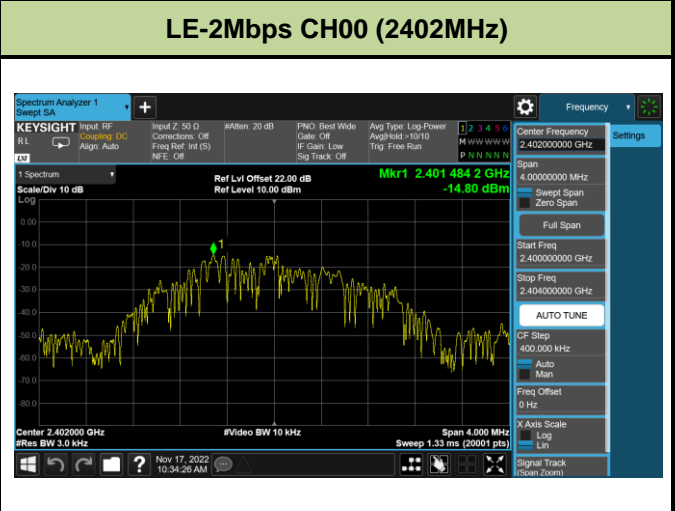 LE-2Mbps CH00 (2402MHz)
Spectrum Analyzer 1
Swept SA
+
Frequency
KEYSIGHT
RL
LXI
Input: RF
Coupling: DC
Align: Auto
Input Z: 50 Ω
Corrections: Off
Freq Ref: Int (S)
NFE: Off
#Atten: 20 dB
PNO: Best Wide
Gate: Off
IF Gain: Low
Sig Track: Off
Avg Type: Log-Power
Avg|Hold:>10/10
Trig: Free Run
1 2 3 4 5 6
M W W W W W
P N N N N N
Center Frequency
2.402000000 GHz
Settings
Span
4.00000000 MHz
Swept Span
Zero Span
Full Span
Start Freq
2.400000000 GHz
Stop Freq
2.404000000 GHz
AUTO TUNE
CF Step
400.000 kHz
Auto
Man
Freq Offset
0 Hz
X Axis Scale
Log
Lin
Signal Track
(Span Zoom)
1 Spectrum
Scale/Div 10 dB
Log
Ref Lvl Offset 22.00 dB
Ref Level 10.00 dBm
Mkr1 2.401 484 2 GHz
-14.80 dBm
0.00
-10.0
-20.0
-30.0
-40.0
-50.0
-60.0
-70.0
-80.0
1
Center 2.402000 GHz
#Res BW 3.0 kHz
#Video BW 10 kHz
Span 4.000 MHz
Sweep 1.33 ms (20001 pts)
?
Nov 17, 2022
10:34:26 AM